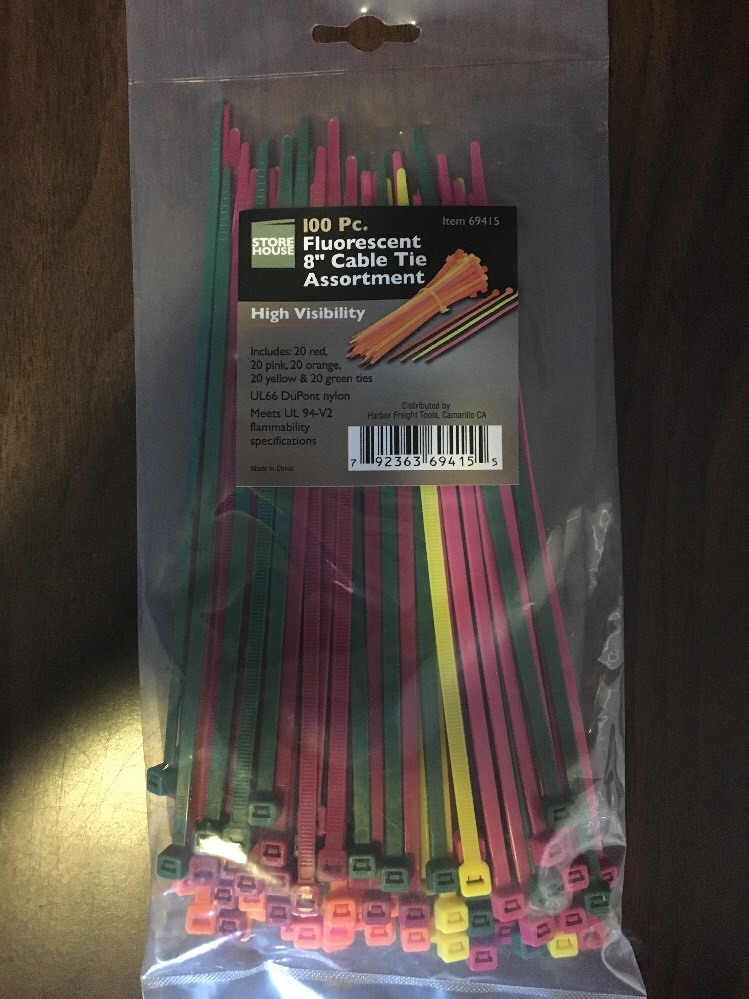 STORE
HOUSE
100 Pc.
Fluorescent
8" Cable Tie
Assortment
Item 69415
High Visibility
Includes: 20 red,
20 pink, 20 orange,
20 yellow & 20 green ties
UL66 DuPont nylon
Meets UL 94-V2
flammability
specifications
Made in China
Distributed by
Harbor Freight Tools, Camarillo CA
7 92363 69415 5